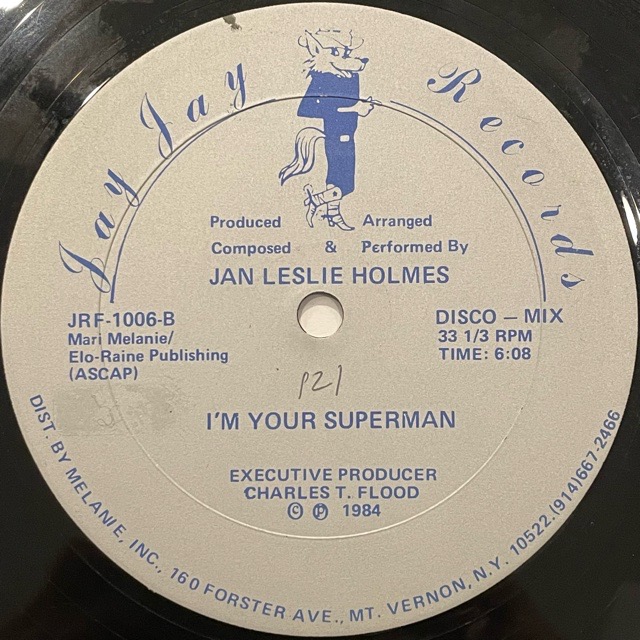 Jay Jay Records
Produced Arranged
Composed & Performed By
JAN LESLIE HOLMES
JRF-1006-B
Mari Melanie/
Elo-Raine Publishing
(ASCAP)
DISCO — MIX
33 1/3 RPM
TIME: 6:08
P21
I'M YOUR SUPERMAN
EXECUTIVE PRODUCER
CHARLES T. FLOOD
© ℗ 1984
DIST. BY MELANIE, INC., 160 FORSTER AVE., MT. VERNON, N.Y. 10522.(914)667-2466